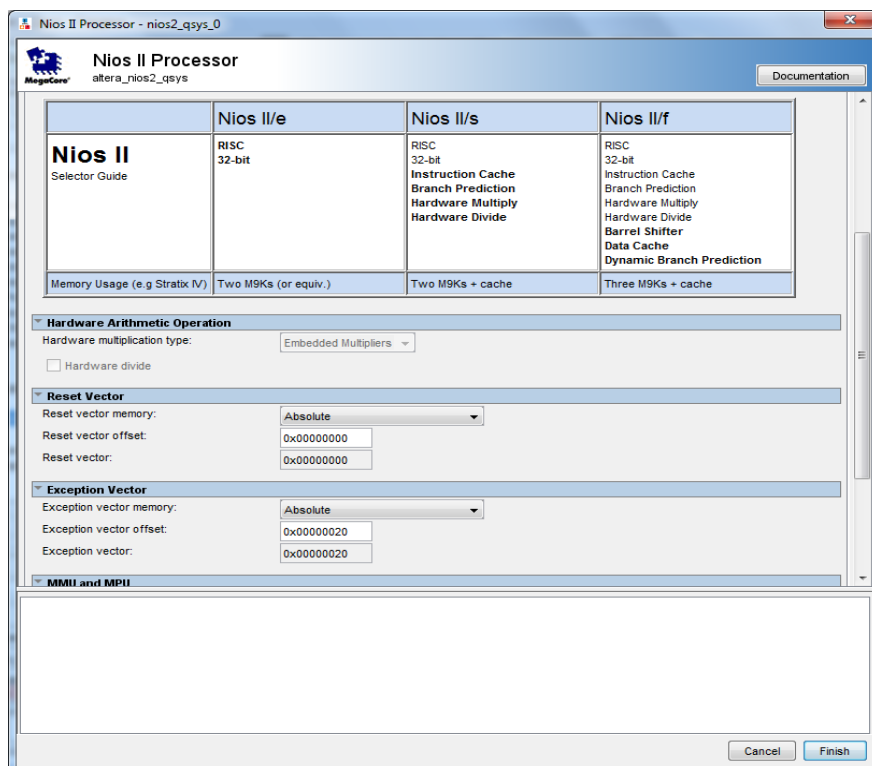 Nios II Processor - nios2_qsys_0
MegaCore®
Nios II Processor
altera_nios2_qsys
Documentation
Nios II/e
Nios II/s
Nios II/f
Nios II
Selector Guide
RISC
32-bit
RISC
32-bit
Instruction Cache
Branch Prediction
Hardware Multiply
Hardware Divide
RISC
32-bit
Instruction Cache
Branch Prediction
Hardware Multiply
Hardware Divide
Barrel Shifter
Data Cache
Dynamic Branch Prediction
Memory Usage (e.g Stratix IV)
Two M9Ks (or equiv.)
Two M9Ks + cache
Three M9Ks + cache
Hardware Arithmetic Operation
Hardware multiplication type:
Embedded Multipliers
Hardware divide
Reset Vector
Reset vector memory:
Absolute
Reset vector offset:
0x00000000
Reset vector:
0x00000000
Exception Vector
Exception vector memory:
Absolute
Exception vector offset:
0x00000020
Exception vector:
0x00000020
MMU and MPU
Cancel
Finish